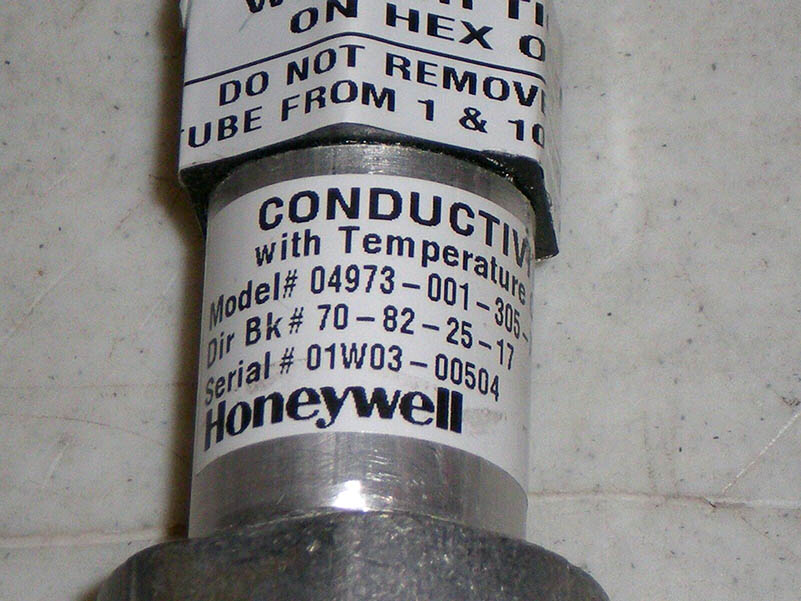 ON HEX
DO NOT REMOVE
TUBE FROM 1 & 10
CONDUCTIV
with Temperature
Model# 04973-001-305-
Dir Bk# 70-82-25-17
Serial # 01W03-00504
Honeywell